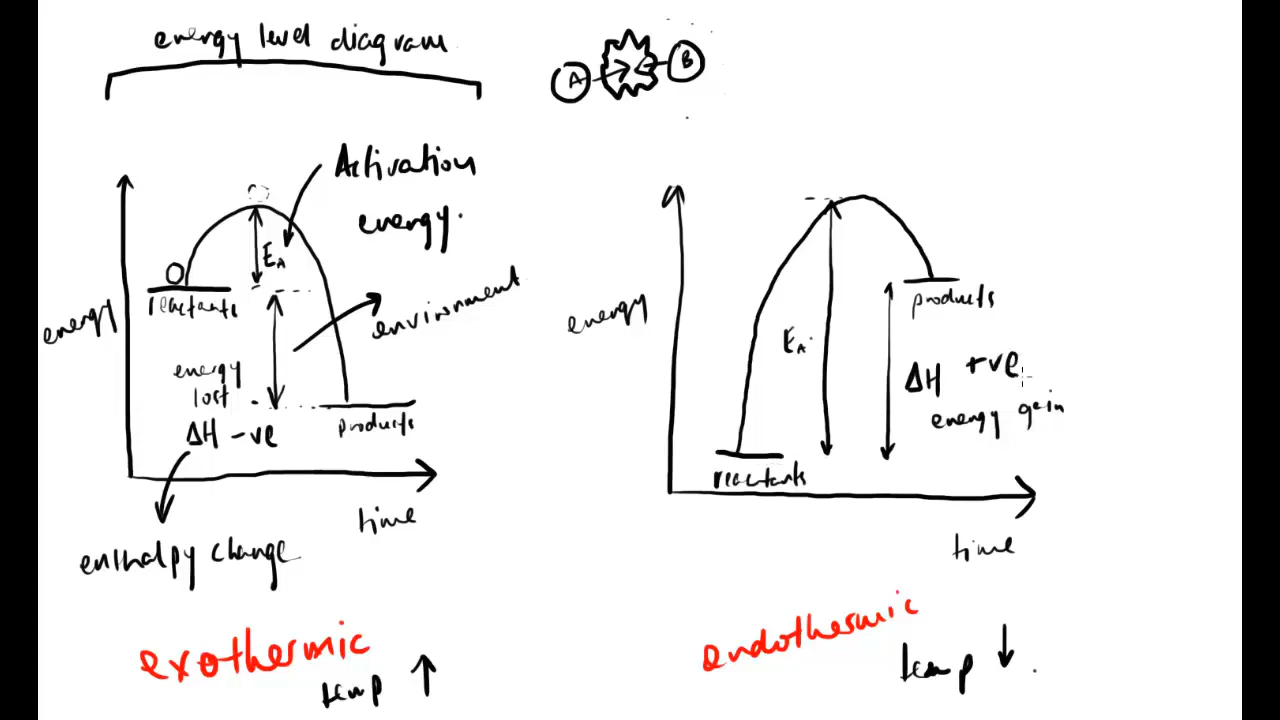 energy level diagram
A
B
Activation
energy.
EA
reactants
energy
environment
energy
lost
ΔH -ve
products
time
enthalpy change
exothermic
temp ↑
energy
EA
products
ΔH +ve
energy gain
reactants
time
endothermic
temp ↓